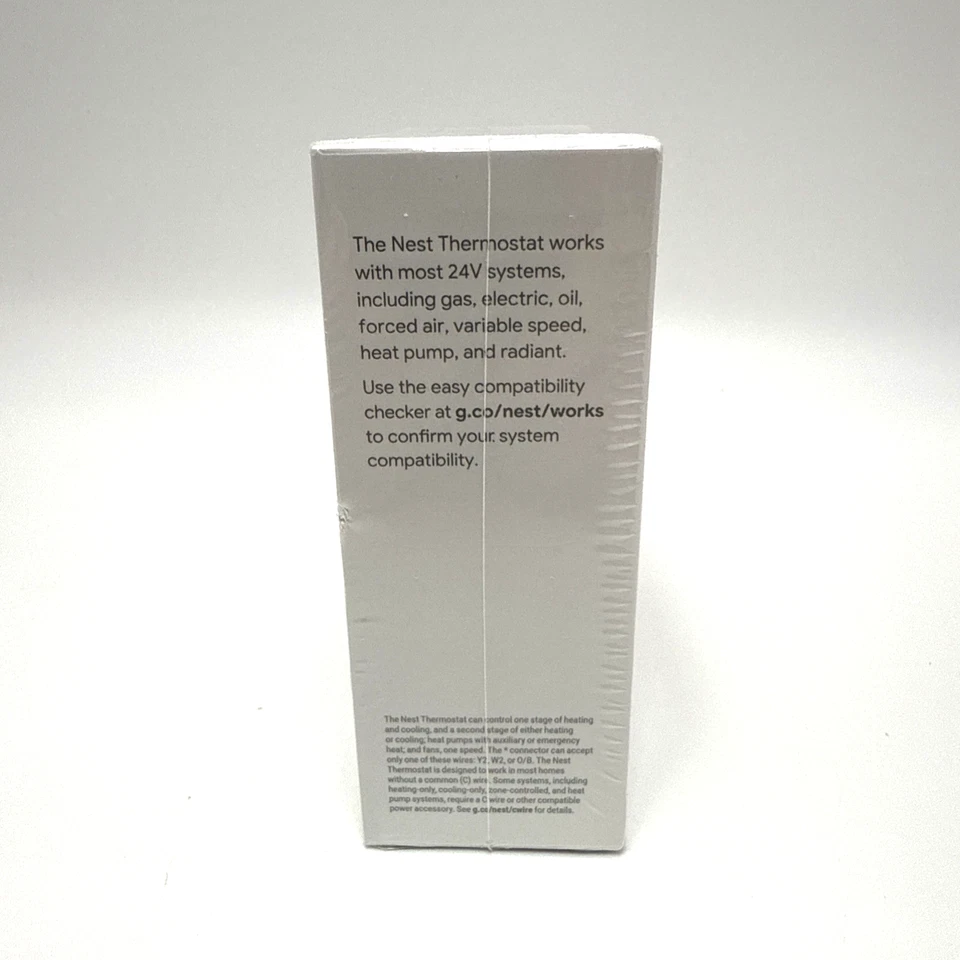 The Nest Thermostat works
with most 24V systems,
including gas, electric, oil,
forced air, variable speed,
heat pump, and radiant.
Use the easy compatibility
checker at g.co/nest/works
to confirm your system
compatibility.
The Nest Thermostat can control one stage of heating
and cooling, and a second stage of either heating
or cooling; heat pumps with auxiliary or emergency
heat; and fans, one speed. The * connector can accept
only one of these wires: Y2, W2, or O/B. The Nest
Thermostat is designed to work in most homes
without a common (C) wire. Some systems, including
heating-only, cooling-only, zone-controlled, and heat
pump systems, require a C wire or other compatible
power accessory. See g.co/nest/cwire for details.